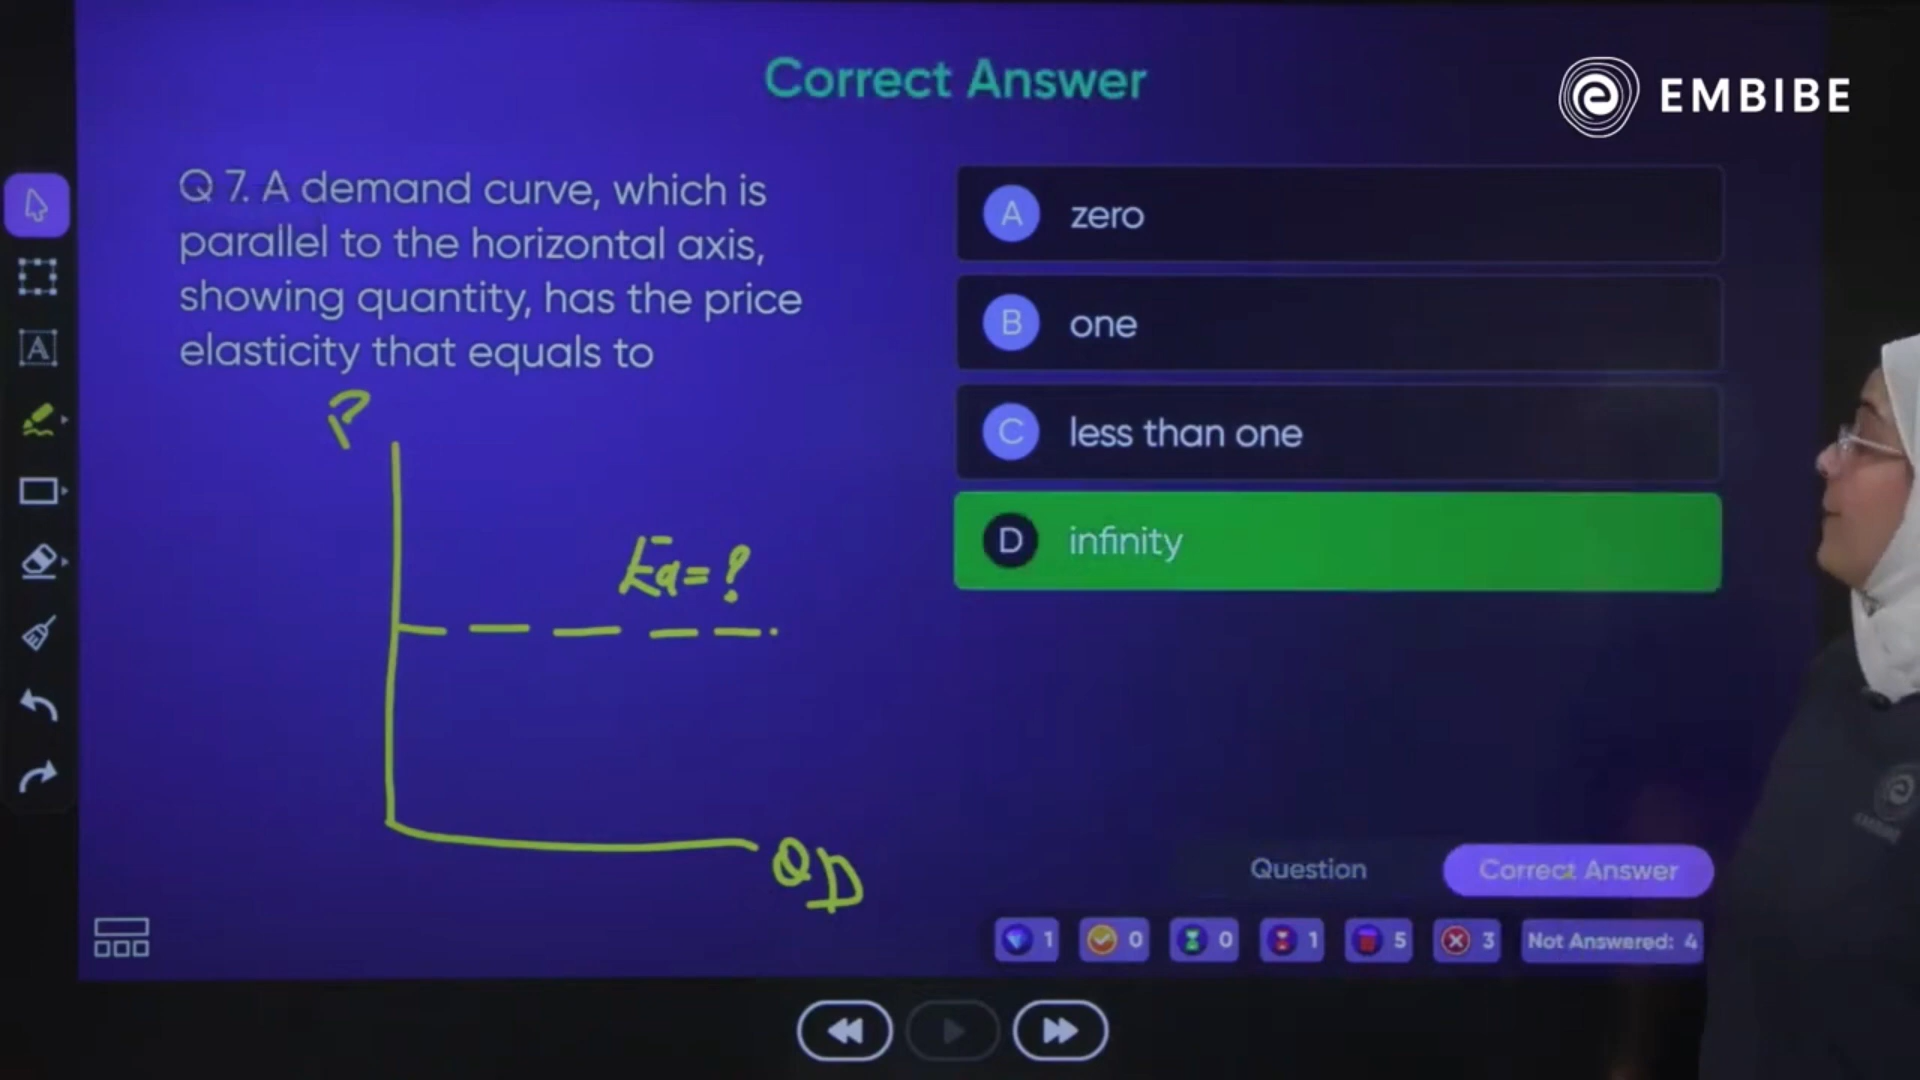 Correct Answer
EMBIBE
Q 7. A demand curve, which is
parallel to the horizontal axis,
showing quantity, has the price
elasticity that equals to
A zero
B one
C less than one
D infinity
P
Ed=?
QD
Question
Correct Answer
1
0
0
1
5
3
Not Answered: 4